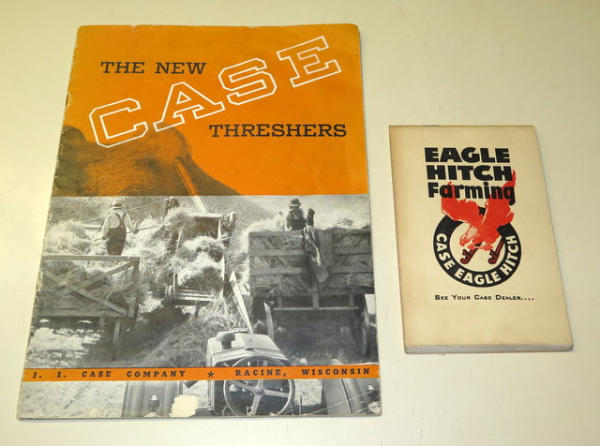 THE NEW
CASE
THRESHERS
J. I. CASE COMPANY ★ RACINE, WISCONSIN
EAGLE
HITCH
Farming
CASE EAGLE HITCH
SEE YOUR CASE DEALER....